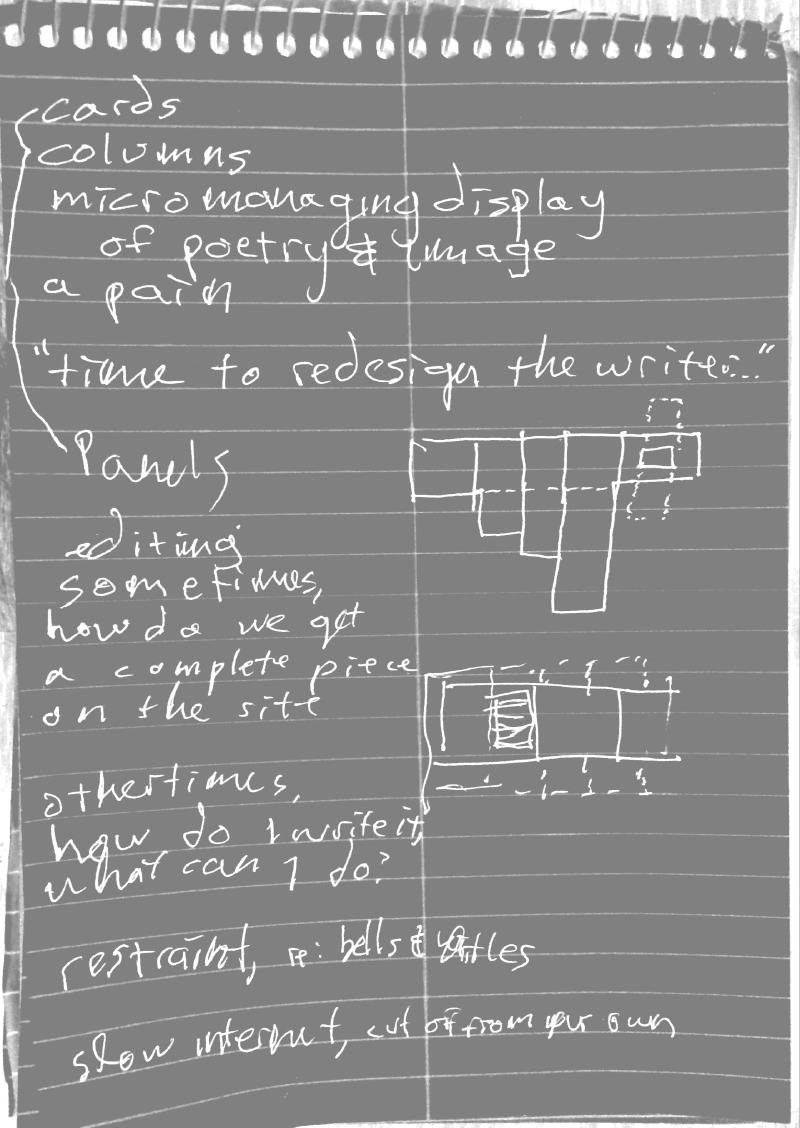 cards
columns
micromanaging display
of poetry & image
a pain
"time to redesign the writer..."
Panels
editing
sometimes,
how do we get
a complete piece
on the site
othertimes,
how do I write it,
what can I do?
restraint, re: bells &
slow internet, cut off from your own